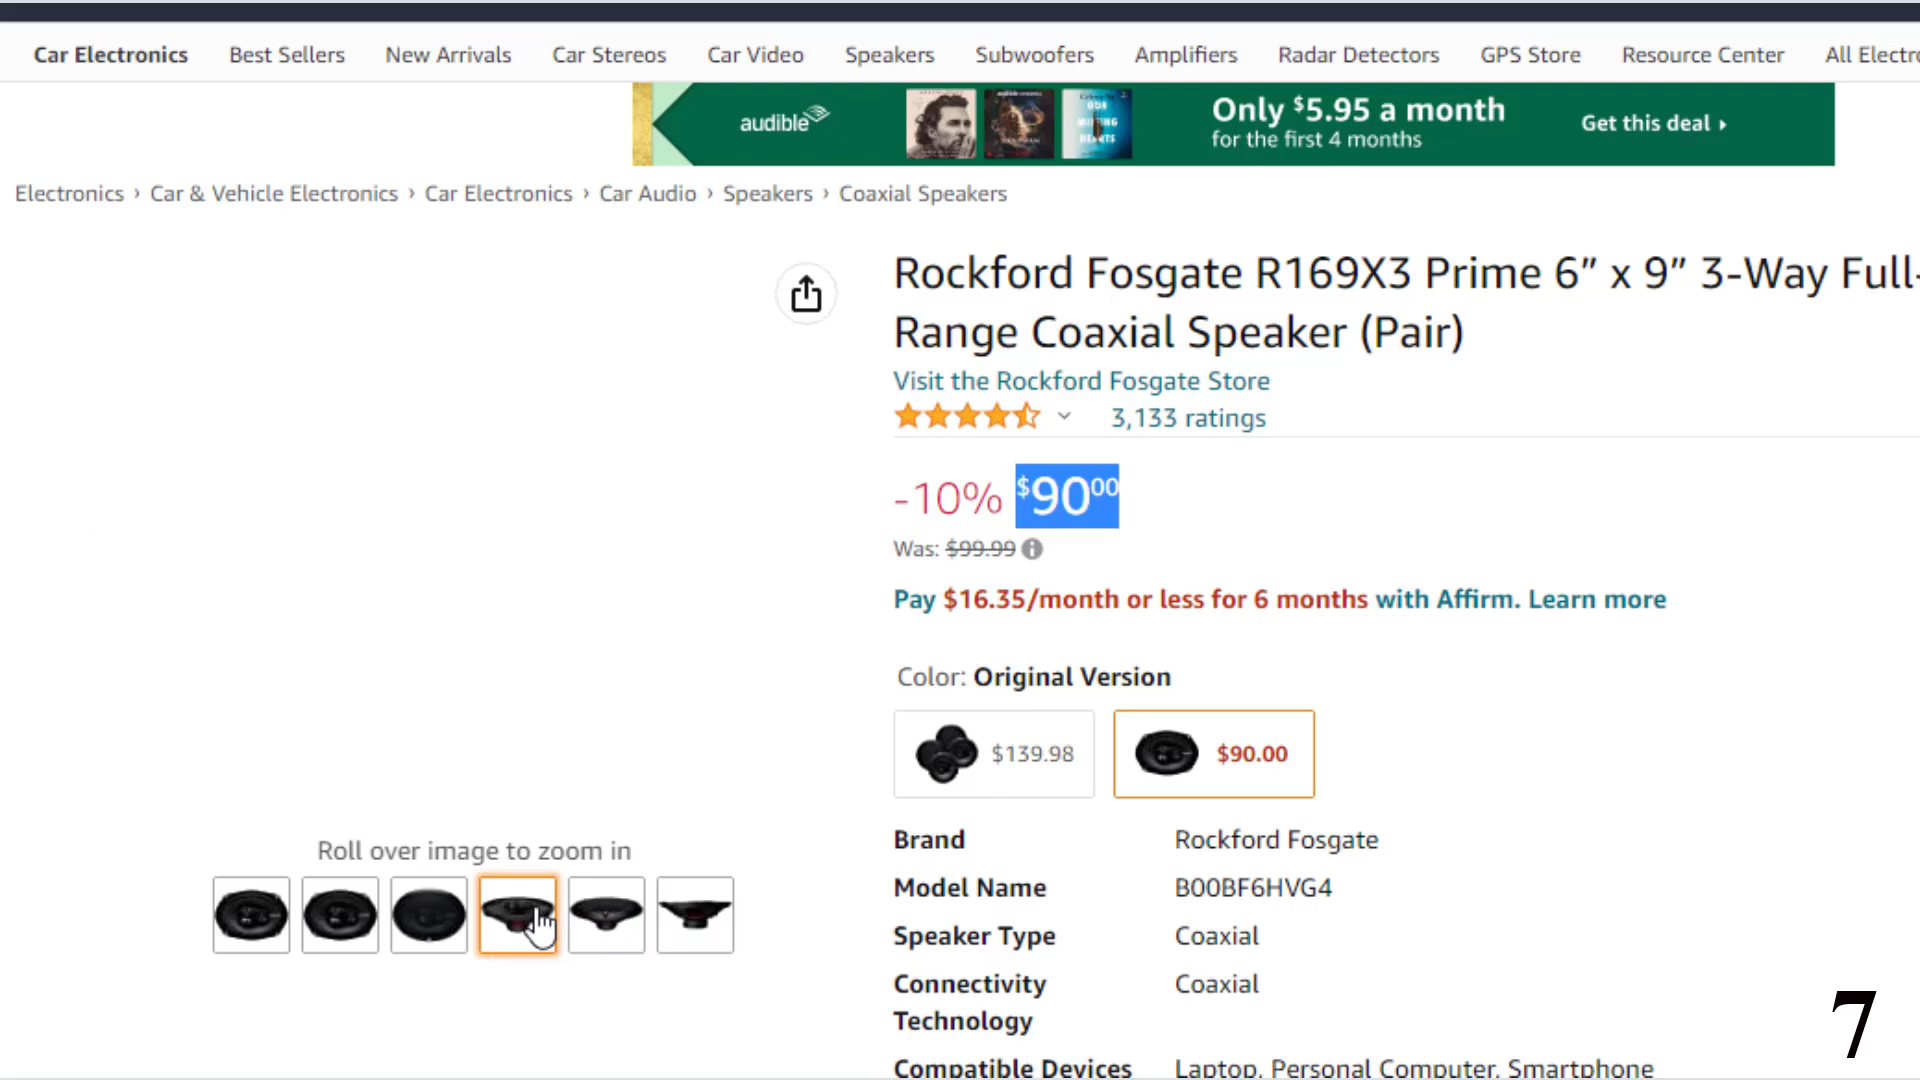 Car Electronics Best Sellers New Arrivals Car Stereos Car Video Speakers Subwoofers Amplifiers Radar Detectors GPS Store Resource Center All Electro
audible
Only $5.95 a month
for the first 4 months
Get this deal
Electronics › Car & Vehicle Electronics › Car Electronics › Car Audio › Speakers › Coaxial Speakers
Rockford Fosgate R169X3 Prime 6” x 9” 3-Way Full-
Range Coaxial Speaker (Pair)
Visit the Rockford Fosgate Store
3,133 ratings
-10% $9000
Was: $99.99
Pay $16.35/month or less for 6 months with Affirm. Learn more
Color: Original Version
$139.98 $90.00
Brand Rockford Fosgate
Model Name B00BF6HVG4
Speaker Type Coaxial
Connectivity Coaxial
Technology
Compatible Devices Laptop, Personal Computer, Smartphone
Roll over image to zoom in
7